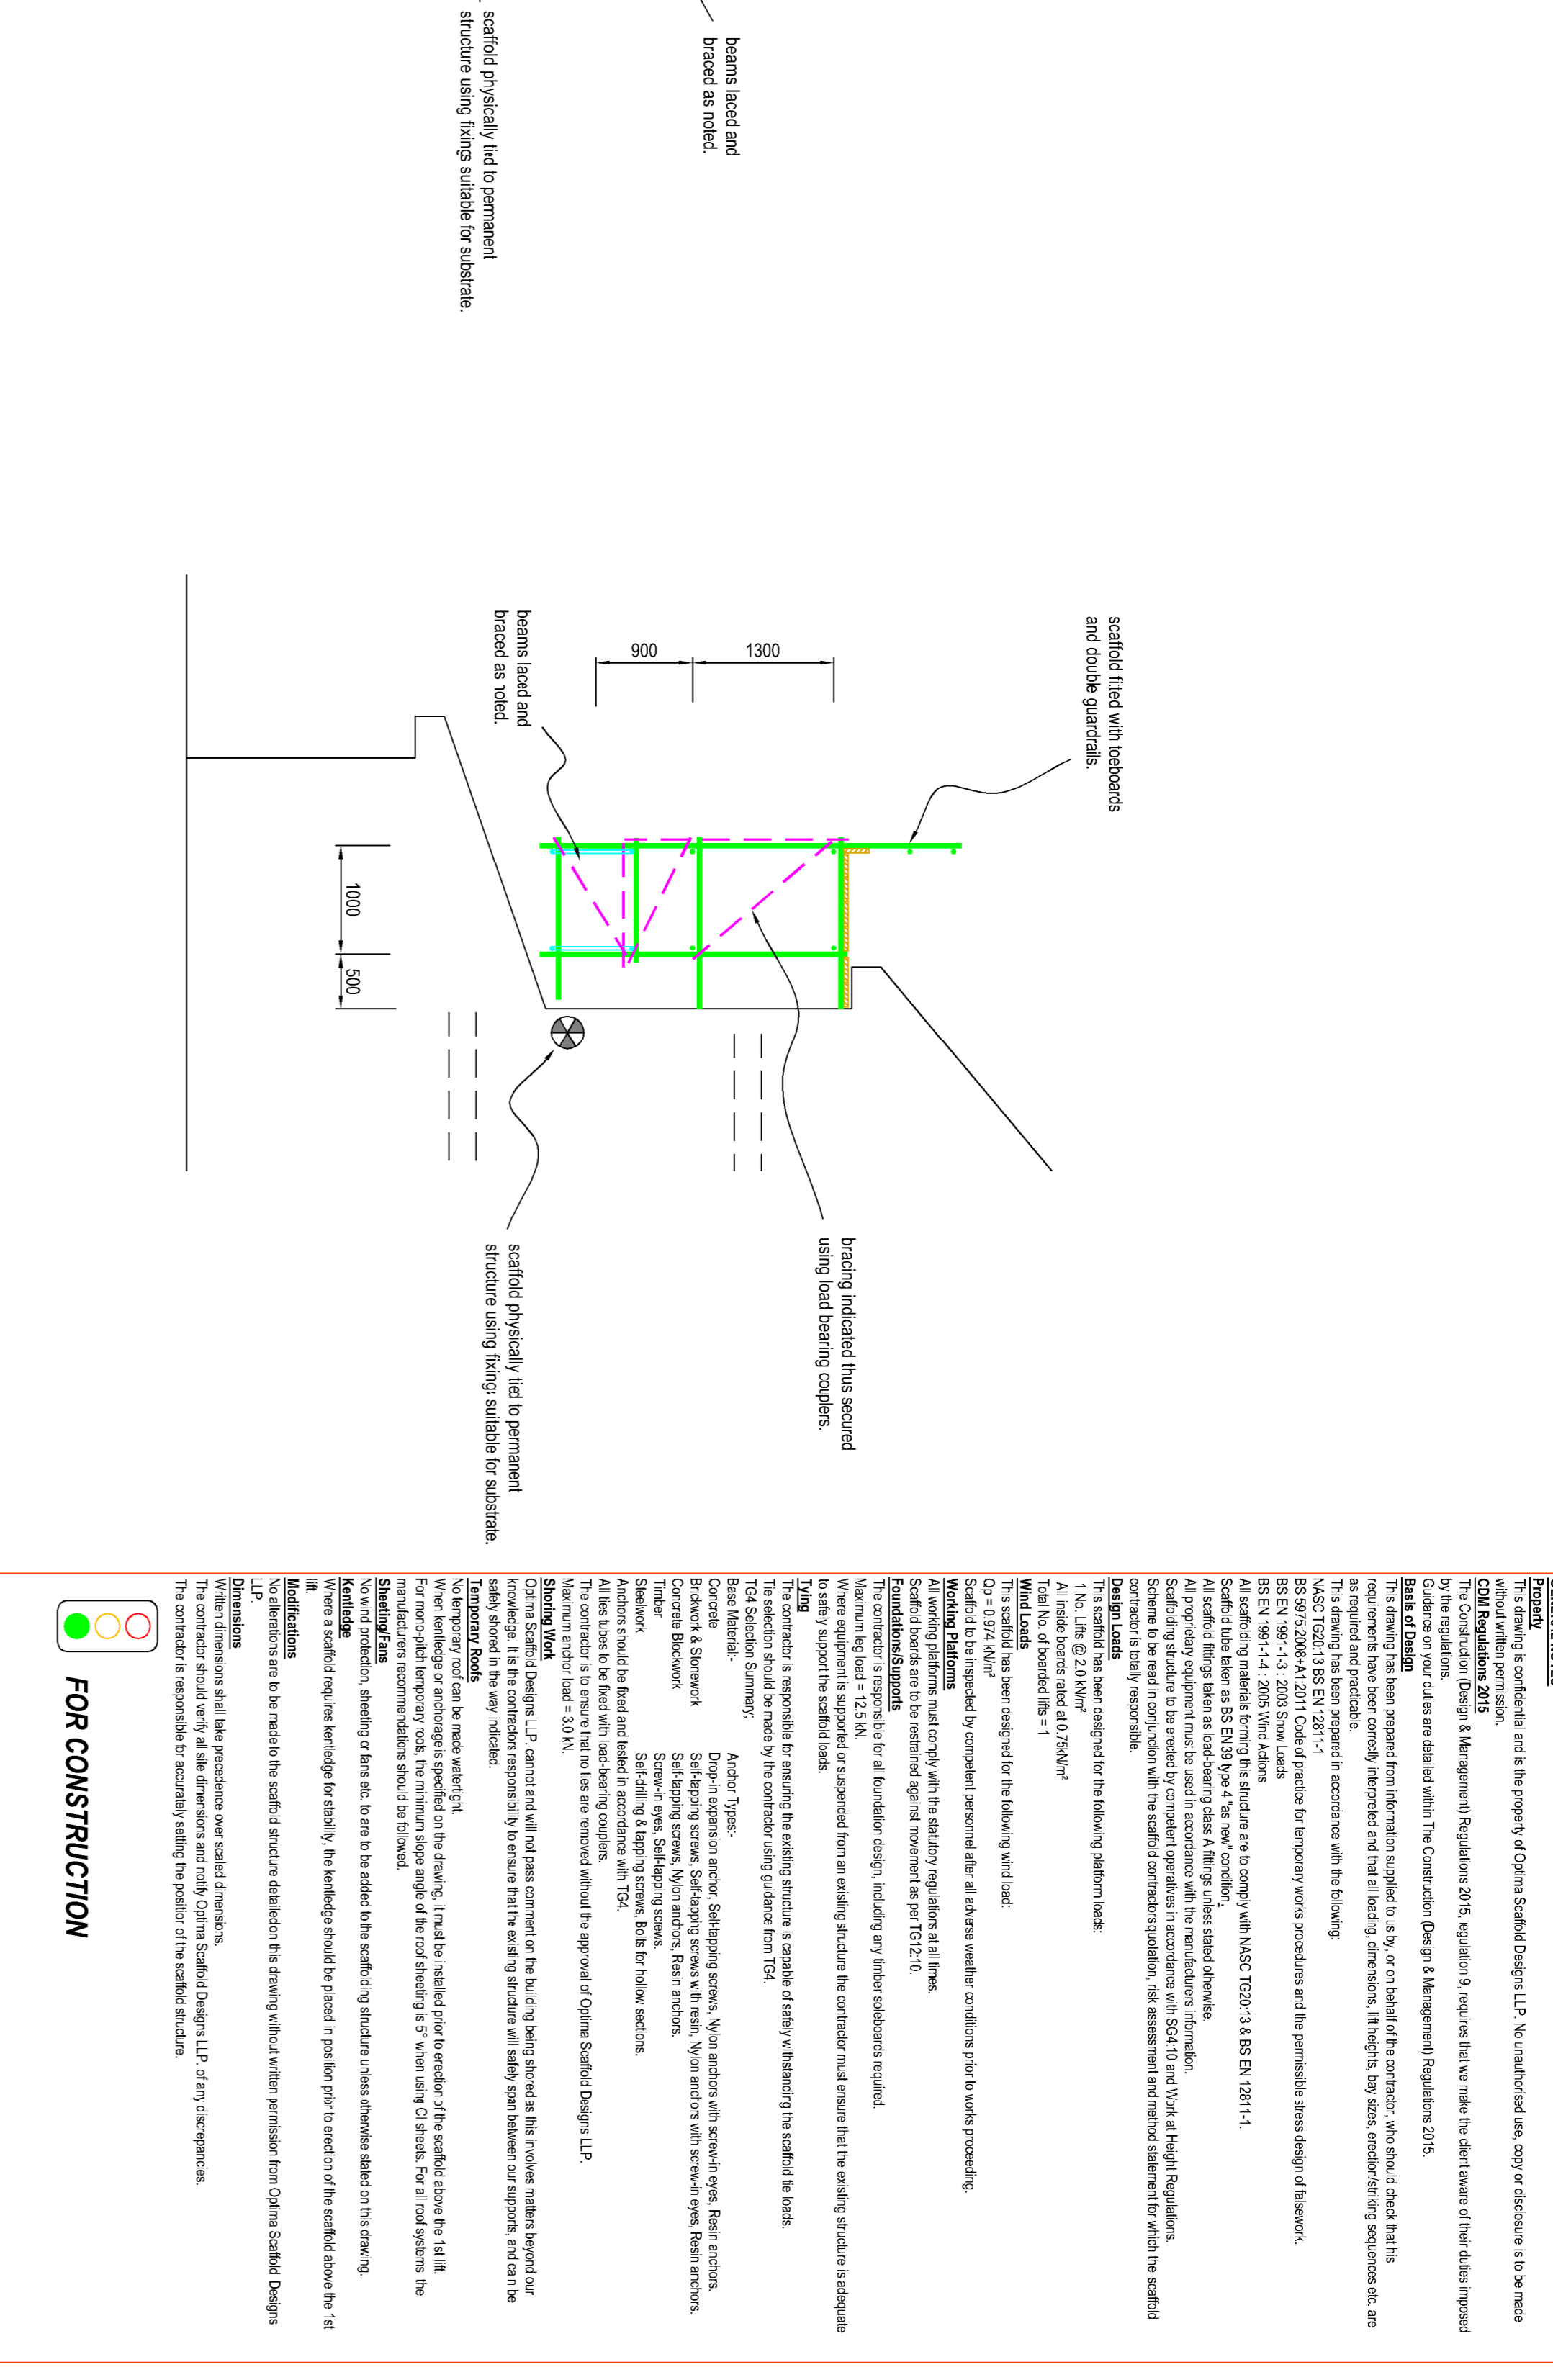 scaffold physically tied to permanent
structure using fixings suitable for substrate.
beams laced and
braced as noted.
scaffold fitted with toeboards
and double guardrails.
900
1300
beams laced and
braced as noted.
1000
500
bracing indicated thus secured
using load bearing couplers.
scaffold physically tied to permanent
structure using fixings suitable for substrate.
Property
This drawing is confidential and is the property of Optima Scaffold Designs LLP. No unauthorised use, copy or disclosure is to be made
without written permission.
CDM Regulations 2015
The Construction (Design & Management) Regulations 2015, regulation 9, requires that we make the client aware of their duties imposed
by the regulations.
Guidance on your duties are detailed within The Construction (Design & Management) Regulations 2015.
Basis of Design
This drawing has been prepared from information supplied to us by, or on behalf of the contractor, who should check that his
requirements have been correctly interpreted and that all loading, dimensions, lift heights, bay sizes, erection/striking sequences etc. are
as required and practicable.
This drawing has been prepared in accordance with the following:
NASC TG20:13 BS EN 12811-1
BS 5975:2008+A1:2011 Code of practice for temporary works procedures and the permissible stress design of falsework.
BS EN 1991-1-3 : 2003 Snow Loads
BS EN 1991-1-4 : 2005 Wind Actions
All scaffolding materials forming this structure are to comply with NASC TG20:13 & BS EN 12811-1.
Scaffold tube taken as BS EN 39 type 4 "as new" condition.
All scaffold fittings taken as load-bearing class A fittings unless stated otherwise.
All proprietary equipment must be used in accordance with the manufacturers information.
Scaffolding structure to be erected by competent operatives in accordance with SG4:10 and Work at Height Regulations.
Scheme to be read in conjunction with the scaffold contractors quotation, risk assessment and method statement for which the scaffold
contractor is totally responsible.
Design Loads
This scaffold has been designed for the following platform loads:
1 No. Lifts @ 2.0 kN/m²
All inside boards rated at 0.75kN/m²
Total No. of boarded lifts = 1
Wind Loads
This scaffold has been designed for the following wind load:
Qp = 0.974 kN/m²
Scaffold to be inspected by competent personnel after all adverse weather conditions prior to works proceeding.
Working Platforms
All working platforms must comply with the statutory regulations at all times.
Scaffold boards are to be restrained against movement as per TG12:10.
Foundations/Supports
The contractor is responsible for all foundation design, including any timber soleboards required.
Maximum leg load = 12.5 kN.
Where equipment is supported or suspended from an existing structure the contractor must ensure that the existing structure is adequate
to safely support the scaffold loads.
Tying
The contractor is responsible for ensuring the existing structure is capable of safely withstanding the scaffold tie loads.
Tie selection should be made by the contractor using guidance from TG4.
TG4 Selection Summary;
Base Material:- Anchor Types:-
Concrete Drop-in expansion anchor, Self-tapping screws, Nylon anchors with screw-in eyes, Resin anchors.
Brickwork & Stonework Self-tapping screws, Self-tapping screws with resin, Nylon anchors with screw-in eyes, Resin anchors.
Concrete Blockwork Self-tapping screws, Nylon anchors, Resin anchors.
Timber Screw-in eyes, Self-tapping screws.
Steelwork Self-drilling & tapping screws, Bolts for hollow sections.
Anchors should be fixed and tested in accordance with TG4.
All ties tubes to be fixed with load-bearing couplers.
The contractor is to ensure that no ties are removed without the approval of Optima Scaffold Designs LLP.
Maximum anchor load = 3.0 kN.
Shoring Work
Optima Scaffold Designs LLP. cannot and will not pass comment on the building being shored as this involves matters beyond our
knowledge. It is the contractors responsibility to ensure that the existing structure will safely span between our supports, and can be
safely shored in the way indicated.
Temporary Roofs
No temporary roof can be made watertight.
When kentledge or anchorage is specified on the drawing, it must be installed prior to erection of the scaffold above the 1st lift.
For mono-pitch temporary roofs, the minimum slope angle of the roof sheeting is 5° when using CI sheets. For all roof systems the
manufacturers recommendations should be followed.
Sheeting/Fans
No wind protection, sheeting or fans etc. to are to be added to the scaffolding structure unless otherwise stated on this drawing.
Kentledge
Where a scaffold requires kentledge for stability, the kentledge should be placed in position prior to erection of the scaffold above the 1st
lift.
Modifications
No alterations are to be made to the scaffold structure detailed on this drawing without written permission from Optima Scaffold Designs
LLP.
Dimensions
Written dimensions shall take precedence over scaled dimensions.
The contractor should verify all site dimensions and notify Optima Scaffold Designs LLP. of any discrepancies.
The contractor is responsible for accurately setting the position of the scaffold structure.
FOR CONSTRUCTION